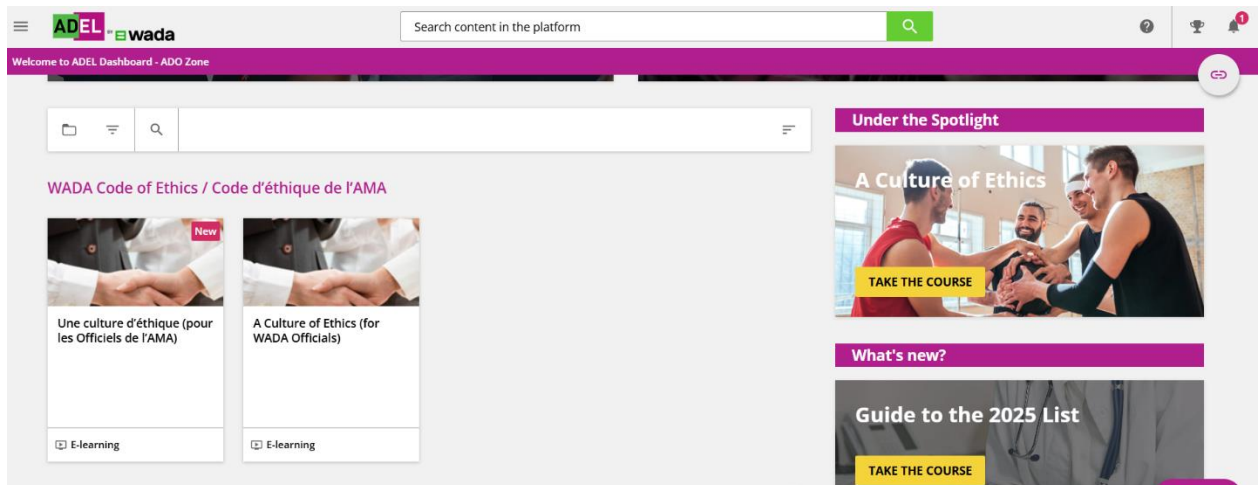 ADEL BY wada
Search content in the platform
1
Welcome to ADEL Dashboard - ADO Zone
WADA Code of Ethics / Code d'éthique de l'AMA
New
Une culture d'éthique (pour
les Officiels de l'AMA)
E-learning
A Culture of Ethics (for
WADA Officials)
E-learning
Under the Spotlight
A Culture of Ethics
TAKE THE COURSE
What's new?
Guide to the 2025 List
TAKE THE COURSE